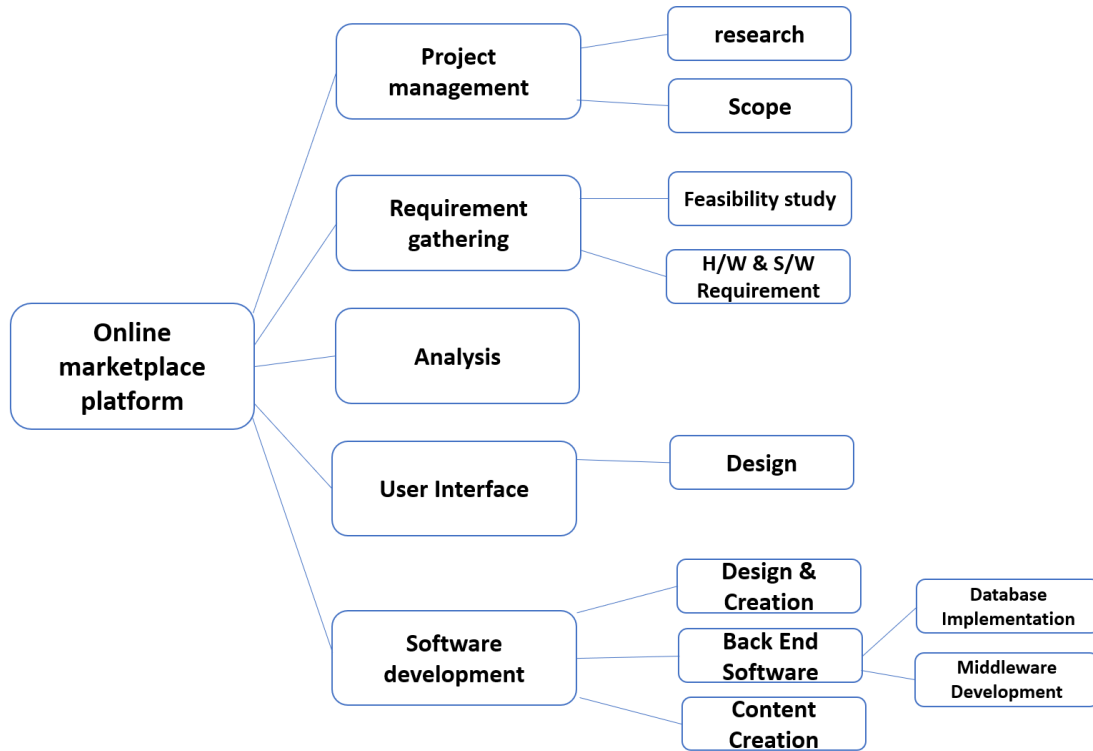 Online
marketplace
platform
Project
management
research
Scope
Requirement
gathering
Feasibility study
H/W & S/W
Requirement
Analysis
User Interface
Design
Software
development
Design &
Creation
Back End
Software
Database
Implementation
Middleware
Development
Content
Creation